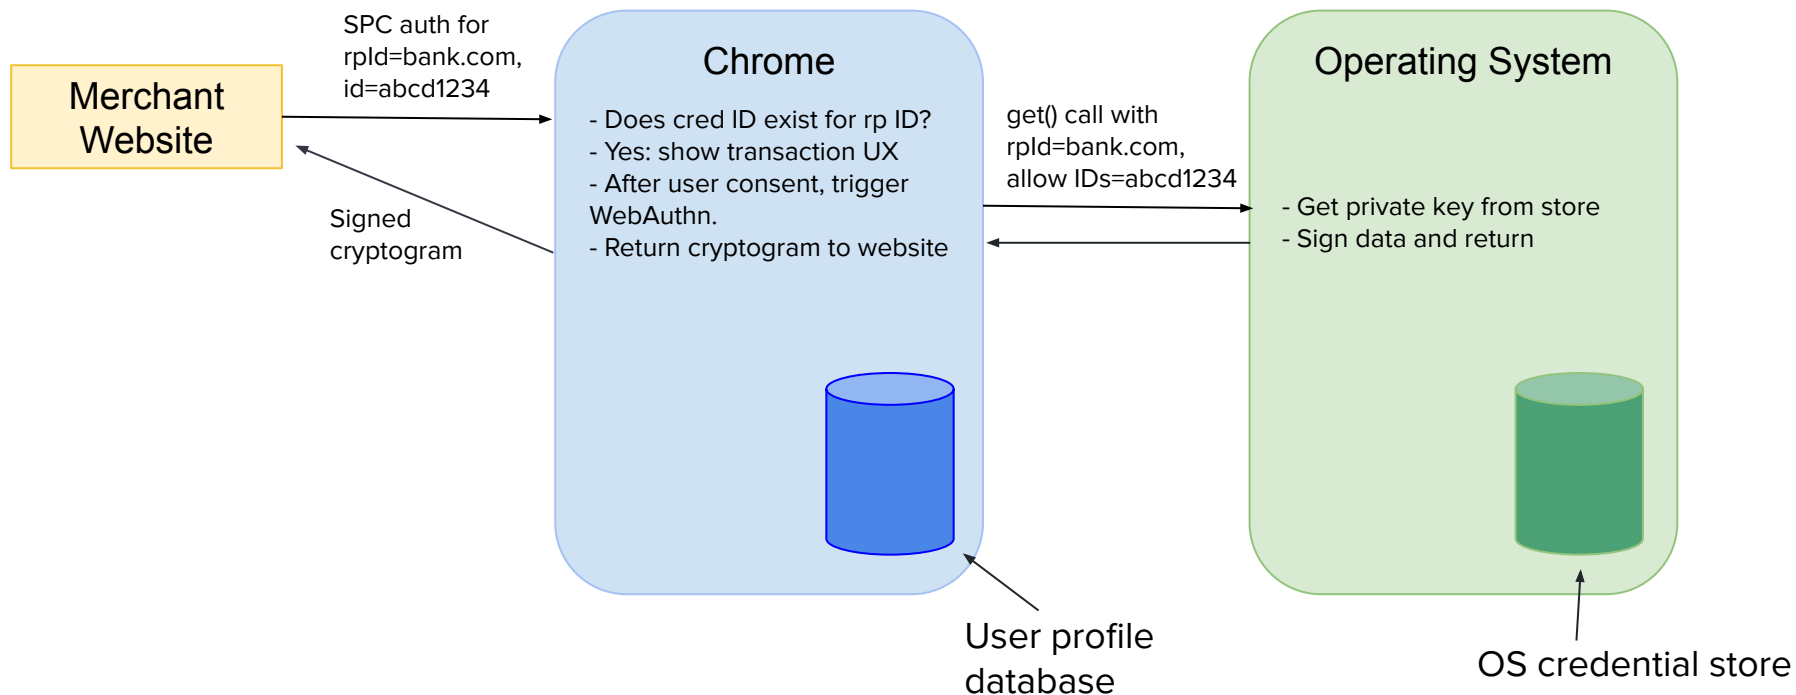 Merchant
Website
SPC auth for
rpId=bank.com,
id=abcd1234
Signed
cryptogram
Chrome
- Does cred ID exist for rp ID?
- Yes: show transaction UX
- After user consent, trigger
WebAuthn.
- Return cryptogram to website
get() call with
rpId=bank.com,
allow IDs=abcd1234
Operating System
- Get private key from store
- Sign data and return
User profile
database
OS credential store